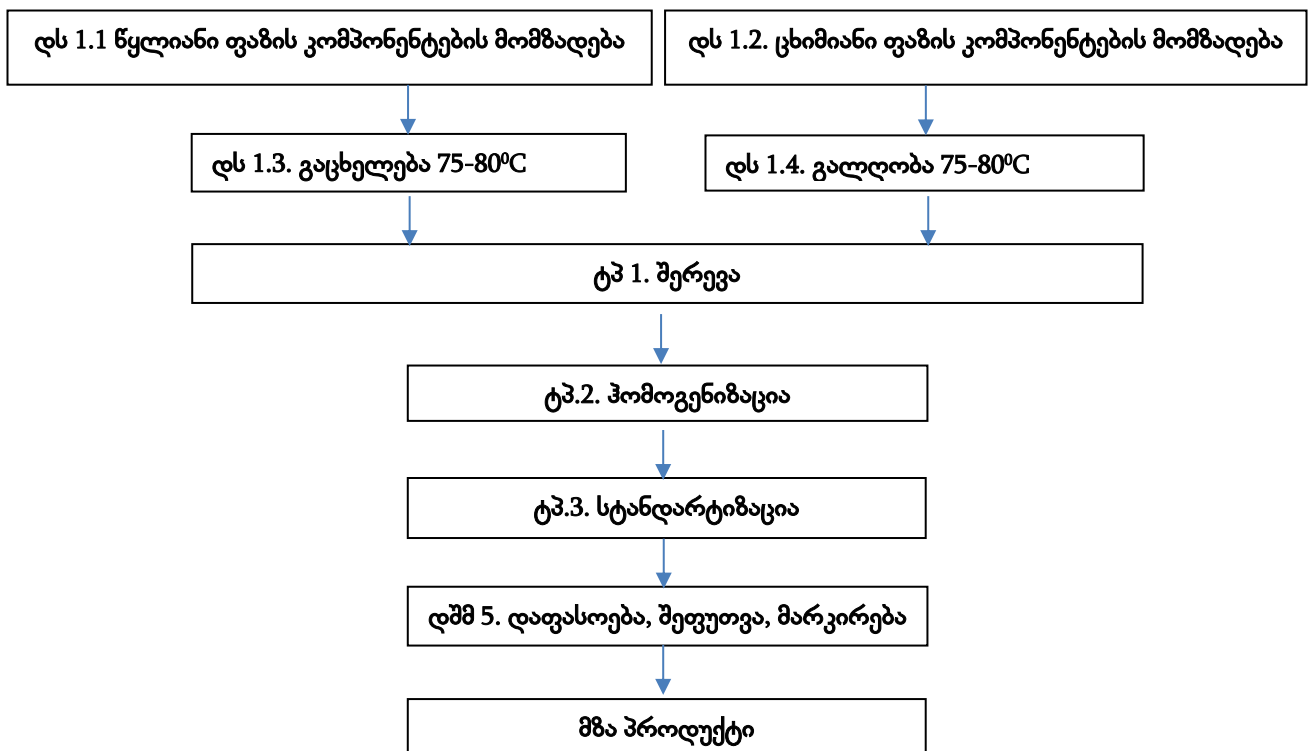 დს 1.1 წყლიანი ფაზის კომპონენტების მომზადება
დს 1.2. ცხიმიანი ფაზის კომპონენტების მომზადება
დს 1.3. გაცხელება 75-80⁰C
დს 1.4. გალღობა 75-80⁰C
ტპ 1. შერევა
ტპ.2. ჰომოგენიზაცია
ტპ.3. სტანდარტიზაცია
დშმ 5. დაფასოება, შეფუთვა, მარკირება
მზა პროდუქტი